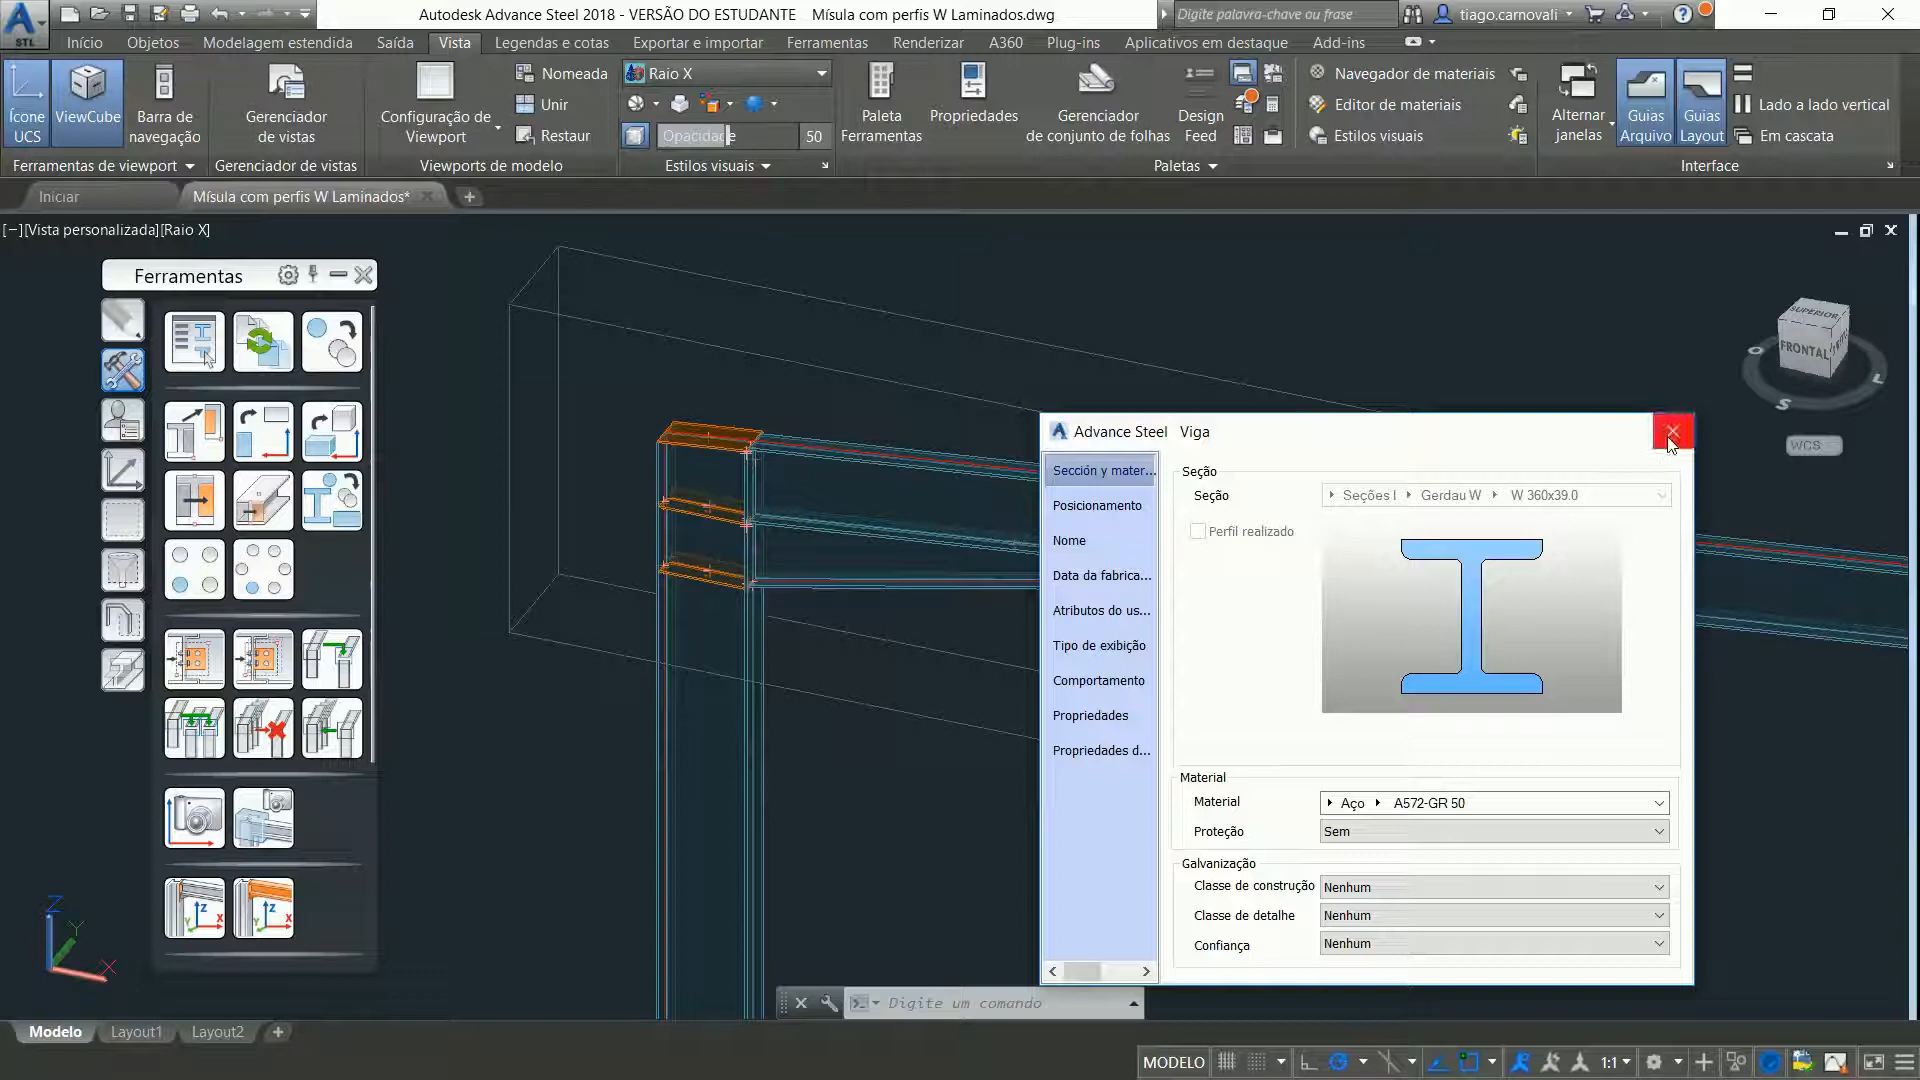 Autodesk Advance Steel 2018 - VERSÃO DO ESTUDANTE Mísula com perfis W Laminados.dwg
Digite palavra-chave ou frase
tiago.carnovali
STL
Início Objetos Modelagem estendida Saída Vista Legendas e cotas Exportar e importar Ferramentas Renderizar A360 Plug-ins Aplicativos em destaque Add-ins
Ícone
UCS
ViewCube
Barra de
navegação
Ferramentas de viewport
Gerenciador
de vistas
Gerenciador de vistas
Configuração de
Viewport
Nomeada
Unir
Restaur
Viewports de modelo
Raio X
Opacidade 50
Estilos visuais
Paleta
Ferramentas
Propriedades
Gerenciador
de conjunto de folhas
Design
Feed
Navegador de materiais
Editor de materiais
Estilos visuais
Paletas
Alternar
janelas
Guias
Arquivo
Guias
Layout
Lado a lado vertical
Em cascata
Interface
Iniciar
Mísula com perfis W Laminados*
[−][Vista personalizada][Raio X]
Ferramentas
SUPERIOR
FRONTAL
O
L
S
WCS
Advance Steel Viga
Sección y mater...
Posicionamento
Nome
Data da fabrica...
Atributos do us...
Tipo de exibição
Comportamento
Propriedades
Propriedades d...
Seção
Seção
Seções I
Gerdau W
W 360x39.0
Perfil realizado
Material
Material
Aço
A572-GR 50
Proteção
Sem
Galvanização
Classe de construção
Nenhum
Classe de detalhe
Nenhum
Confiança
Nenhum
Z
Y
X
Z
Y
X
Z
Y
X
Digite um comando
Modelo Layout1 Layout2
MODELO
1:1